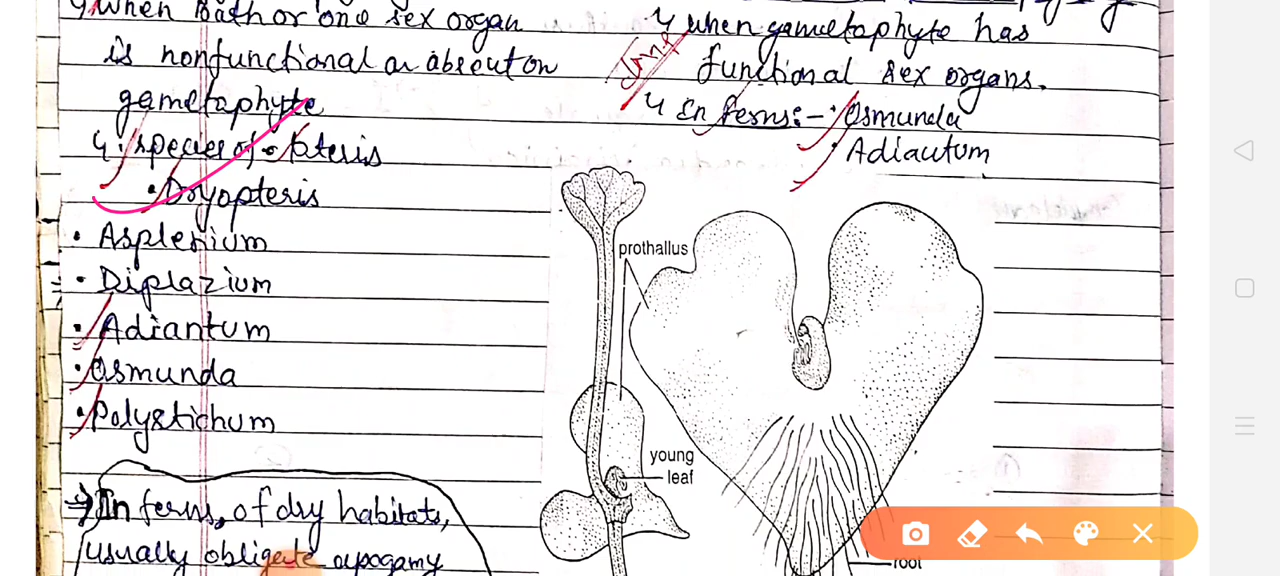 when Both or one sex organ
is nonfunctional or absent on
gametophyte
species of · Pteris
· Dryopteris
· Asplenium
· Diplazium
· Adiantum
· Osmunda
· Polystichum
In ferns, of dry habitats,
usually obligate apogamy
Imp
when gametophyte has
functional sex organs.
In ferns:- · Osmunda
· Adiautum
prothallus
young
leaf
root